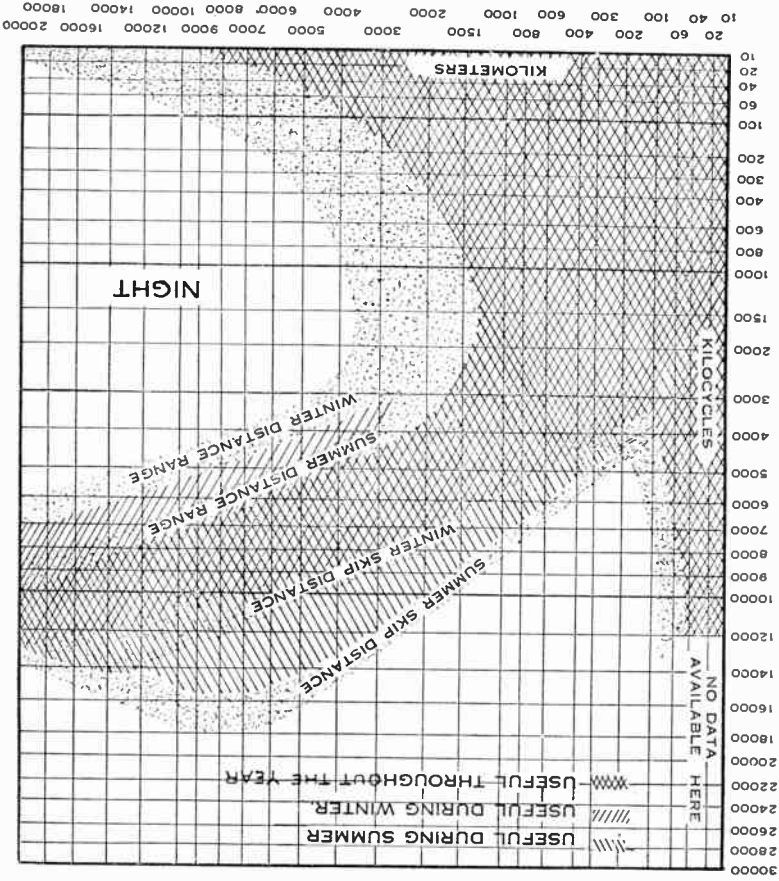 30000
28000
26000
24000
22000
20000
18000
16000
14000
12000
10000
9000
8000
7000
6000
5000
4000
3000
2000
1500
1000
800
600
400
300
200
100
60
40
20
10
USEFUL DURING SUMMER
USEFUL DURING WINTER.
USEFUL THROUGHOUT THE YEAR
NO DATA
AVAILABLE HERE
SUMMER SKIP DISTANCE
WINTER SKIP DISTANCE
SUMMER DISTANCE RANGE
WINTER DISTANCE RANGE
KILOCYCLES
NIGHT
KILOMETERS
20 60 200 400 800 1500 3000 5000 7000 9000 12000 16000 20000
10 40 100 300 600 1000 2000 4000 6000 8000 10000 14000 18000